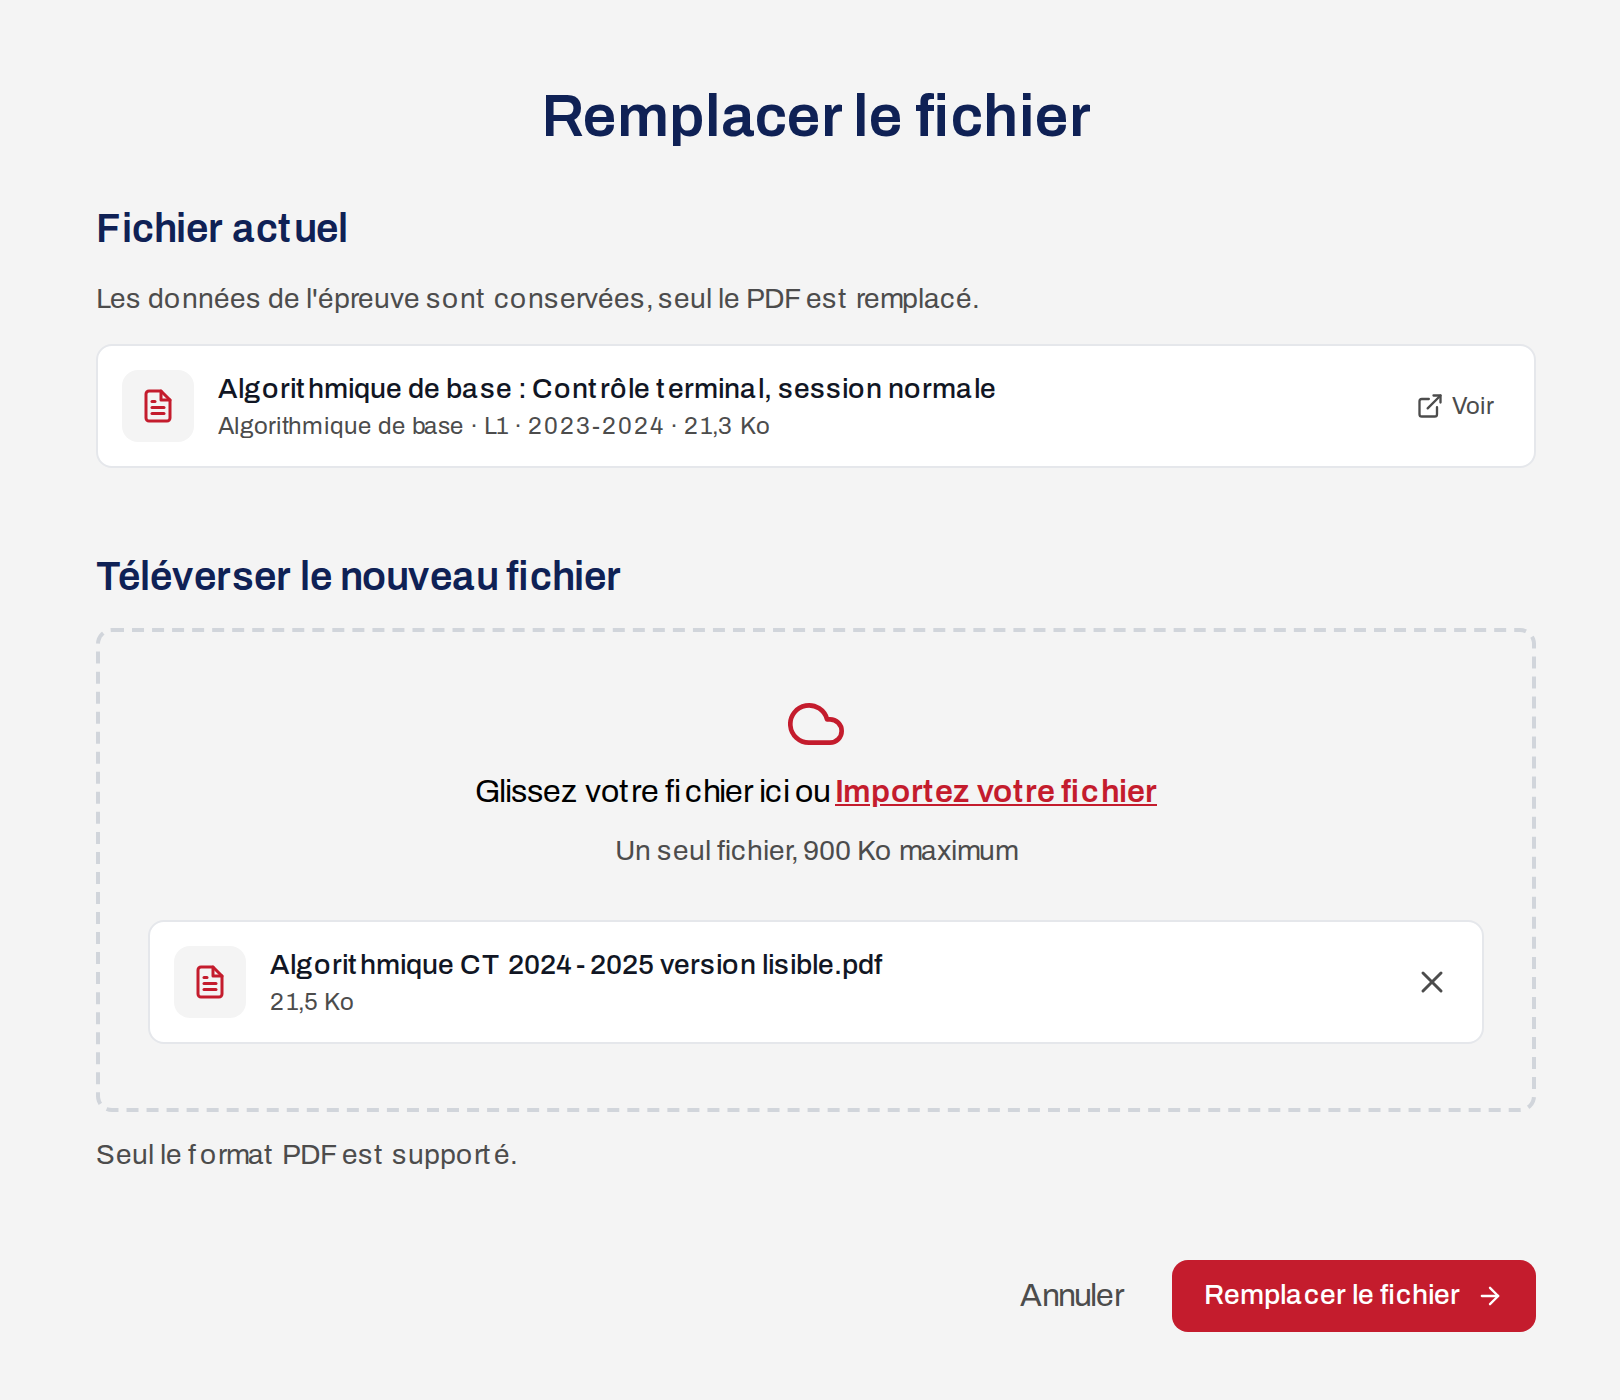 Remplacer le fichier
Fichier actuel
Les données de l'épreuve sont conservées, seul le PDF est remplacé.
Algorithmique de base : Contrôle terminal, session normale
Algorithmique de base · L1 · 2023-2024 · 21,3 Ko
Voir
Téléverser le nouveau fichier
Glissez votre fichier ici ou Importez votre fichier
Un seul fichier, 900 Ko maximum
Algorithmique CT 2024-2025 version lisible.pdf
21,5 Ko
Seul le format PDF est supporté.
Annuler
Remplacer le fichier